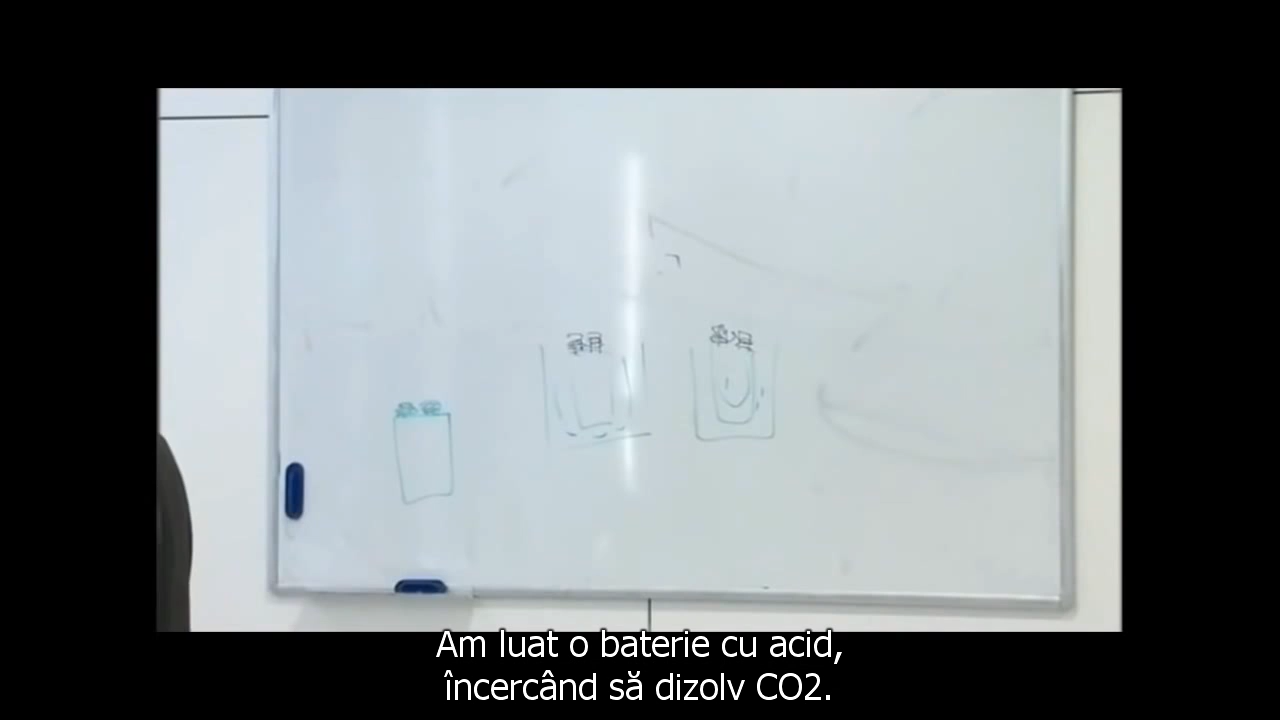 Am luat o baterie cu acid,
încercând să dizolv CO2.